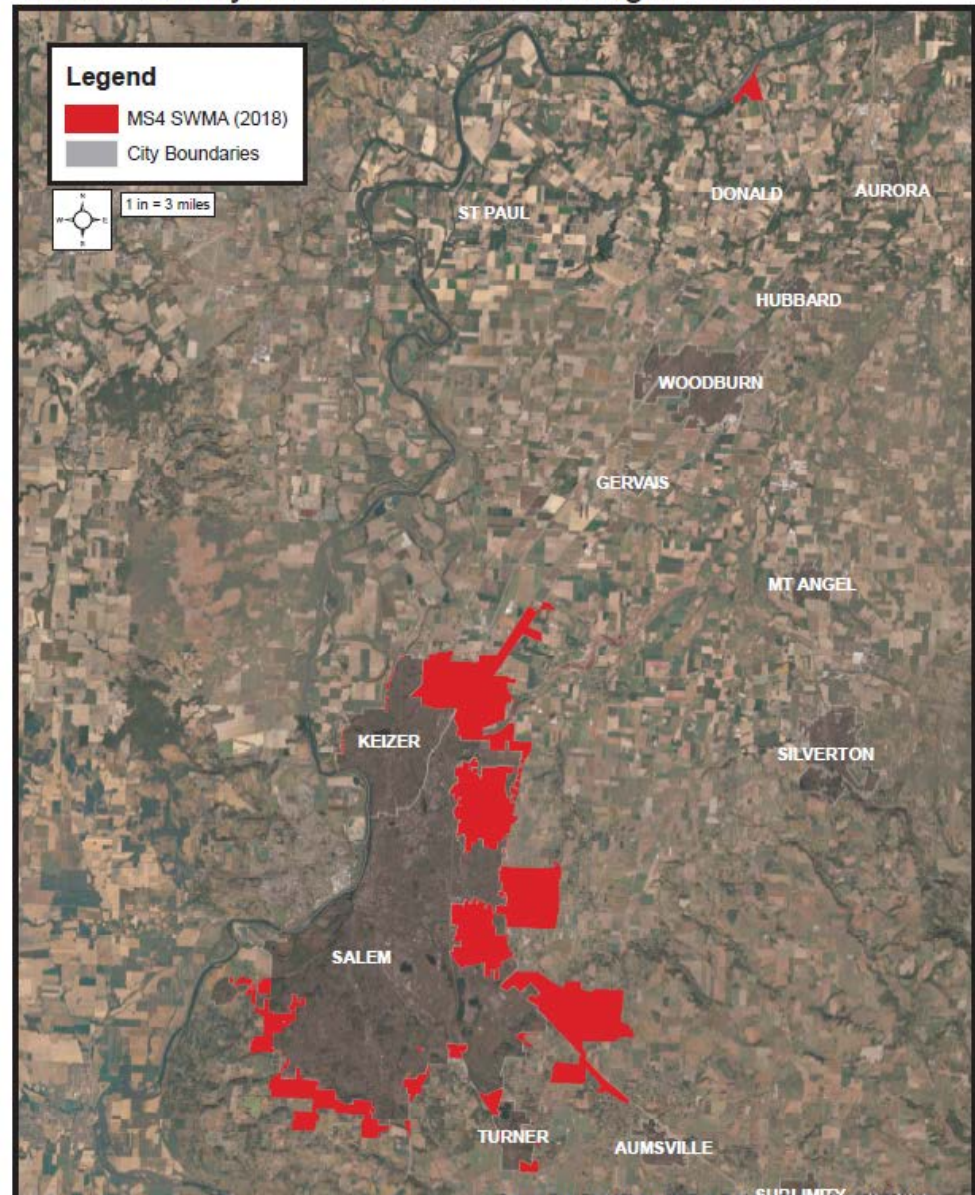 Legend
MS4 SWMA (2018)
City Boundaries
N
W E
S
1 in = 3 miles
ST PAUL
DONALD
AURORA
HUBBARD
WOODBURN
GERVAIS
MT ANGEL
KEIZER
SILVERTON
SALEM
TURNER
AUMSVILLE
SUBLIMITY